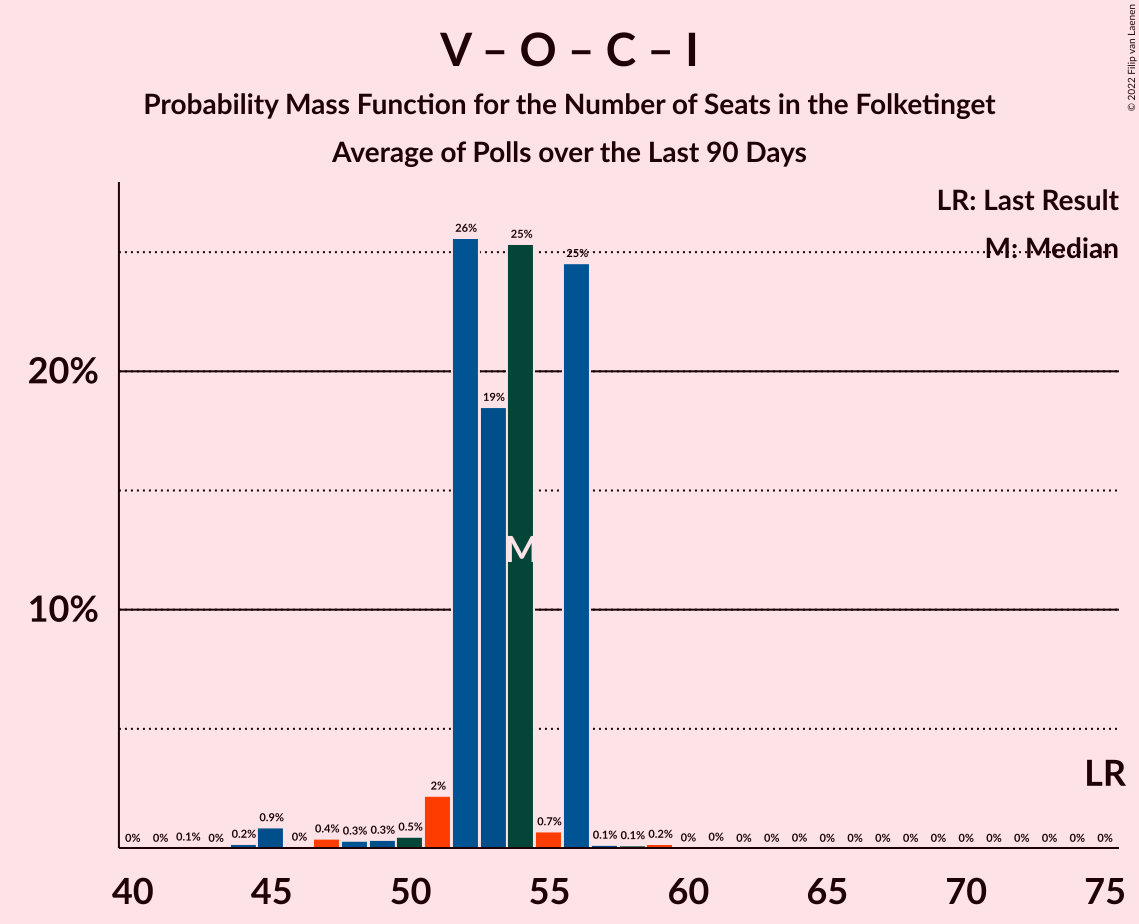 V – O – C – I
Probability Mass Function for the Number of Seats in the Folketinget
Average of Polls over the Last 90 Days
© 2022 Filip van Laenen
LR: Last Result
M: Median
20%
10%
0% 0% 0.1% 0% 0.2% 0.9% 0% 0.4% 0.3% 0.3% 0.5% 2% 26% 19% 25% 0.7% 25% 0.1% 0.1% 0.2% 0% 0% 0% 0% 0% 0% 0% 0% 0% 0% 0% 0% 0% 0% 0% 0%
M
LR
40 45 50 55 60 65 70 75